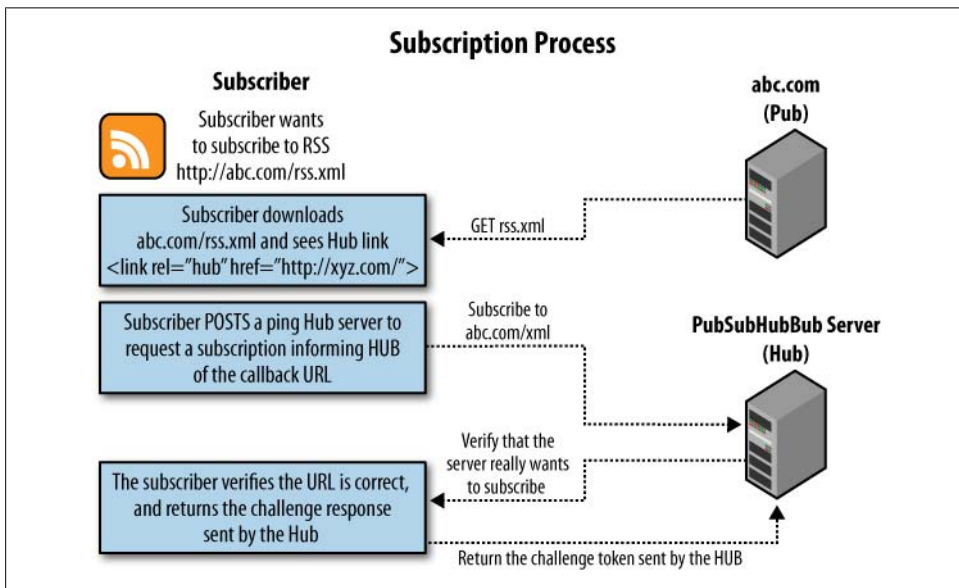 Subscription Process
Subscriber
Subscriber wants
to subscribe to RSS
http://abc.com/rss.xml
abc.com
(Pub)
Subscriber downloads
abc.com/rss.xml and sees Hub link
<link rel=”hub” href=”http://xyz.com/”>
GET rss.xml
Subscriber POSTS a ping Hub server to
request a subscription informing HUB
of the callback URL
Subscribe to
abc.com/xml
PubSubHubBub Server
(Hub)
Verify that the
server really wants
to subscribe
The subscriber verifies the URL is correct,
and returns the challenge response
sent by the Hub
Return the challenge token sent by the HUB